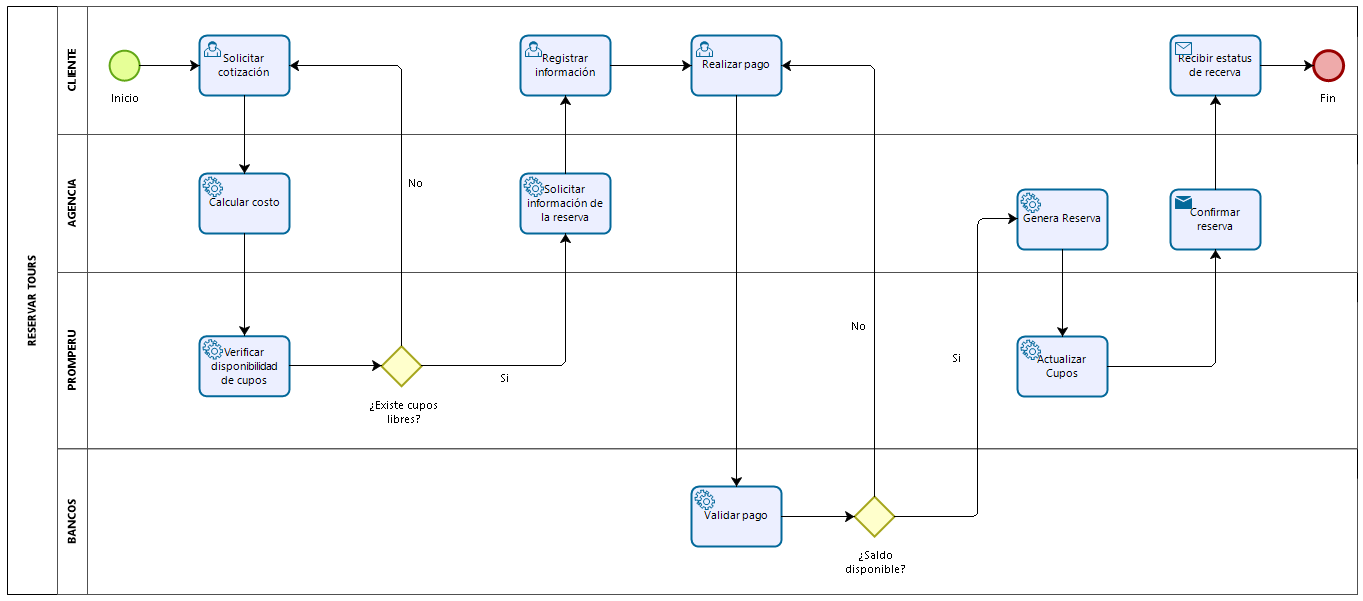 RESERVAR TOURS
CLIENTE
Inicio
Solicitar
cotización
Registrar
información
Realizar pago
Recibir estatus
de recerva
Fin
AGENCIA
Calcular costo
No
Solicitar
información de
la reserva
Genera Reserva
Confirmar
reserva
PROMPERU
Verificar
disponibilidad
de cupos
¿Existe cupos
libres?
Si
No
Si
Actualizar
Cupos
BANCOS
Validar pago
¿Saldo
disponible?